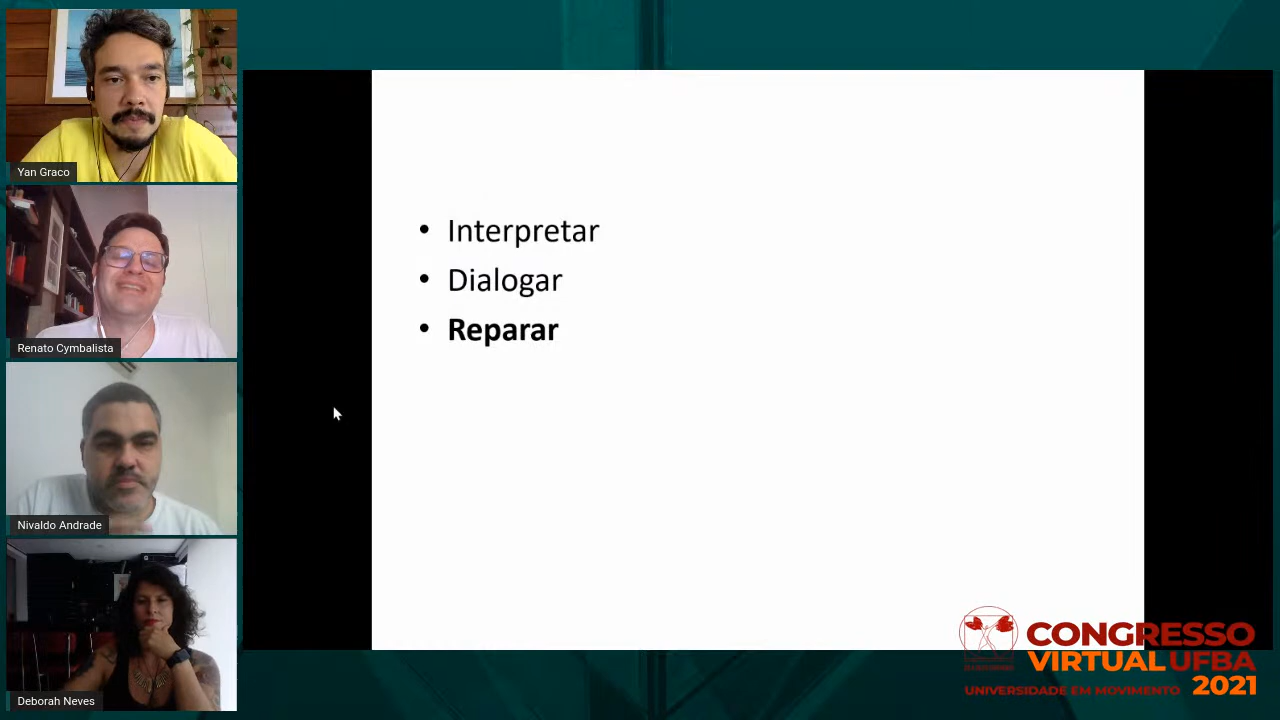 Yan Graco
Renato Cymbalista
Nivaldo Andrade
Deborah Neves
• Interpretar
• Dialogar
• Reparar
CONGRESSO
VIRTUAL UFBA
UNIVERSIDADE EM MOVIMENTO 2021